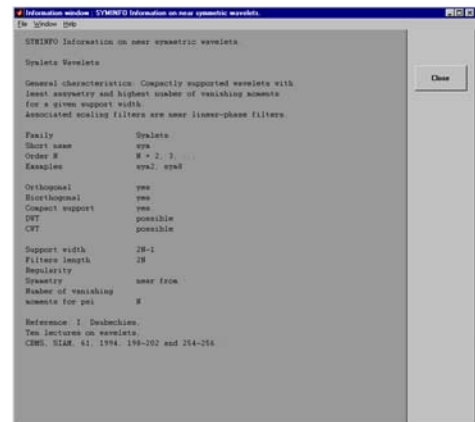 Information window : SYMINFO Information on near symmetric wavelets.
File Window Help
SYMINFO Information on near symmetric wavelets.
Symlets Wavelets
General characteristics: Compactly supported wavelets with
least assymetry and highest number of vanishing moments
for a given support width.
Associated scaling filters are near linear-phase filters.
Family Symlets
Short name sym
Order N N = 2, 3, ...
Examples sym2, sym8
Orthogonal yes
Biorthogonal yes
Compact support yes
DWT possible
CWT possible
Support width 2N-1
Filters length 2N
Regularity
Symmetry near from
Number of vanishing
moments for psi N
Reference: I. Daubechies,
Ten lectures on wavelets,
CBMS, SIAM, 61, 1994, 198-202 and 254-256.
Close